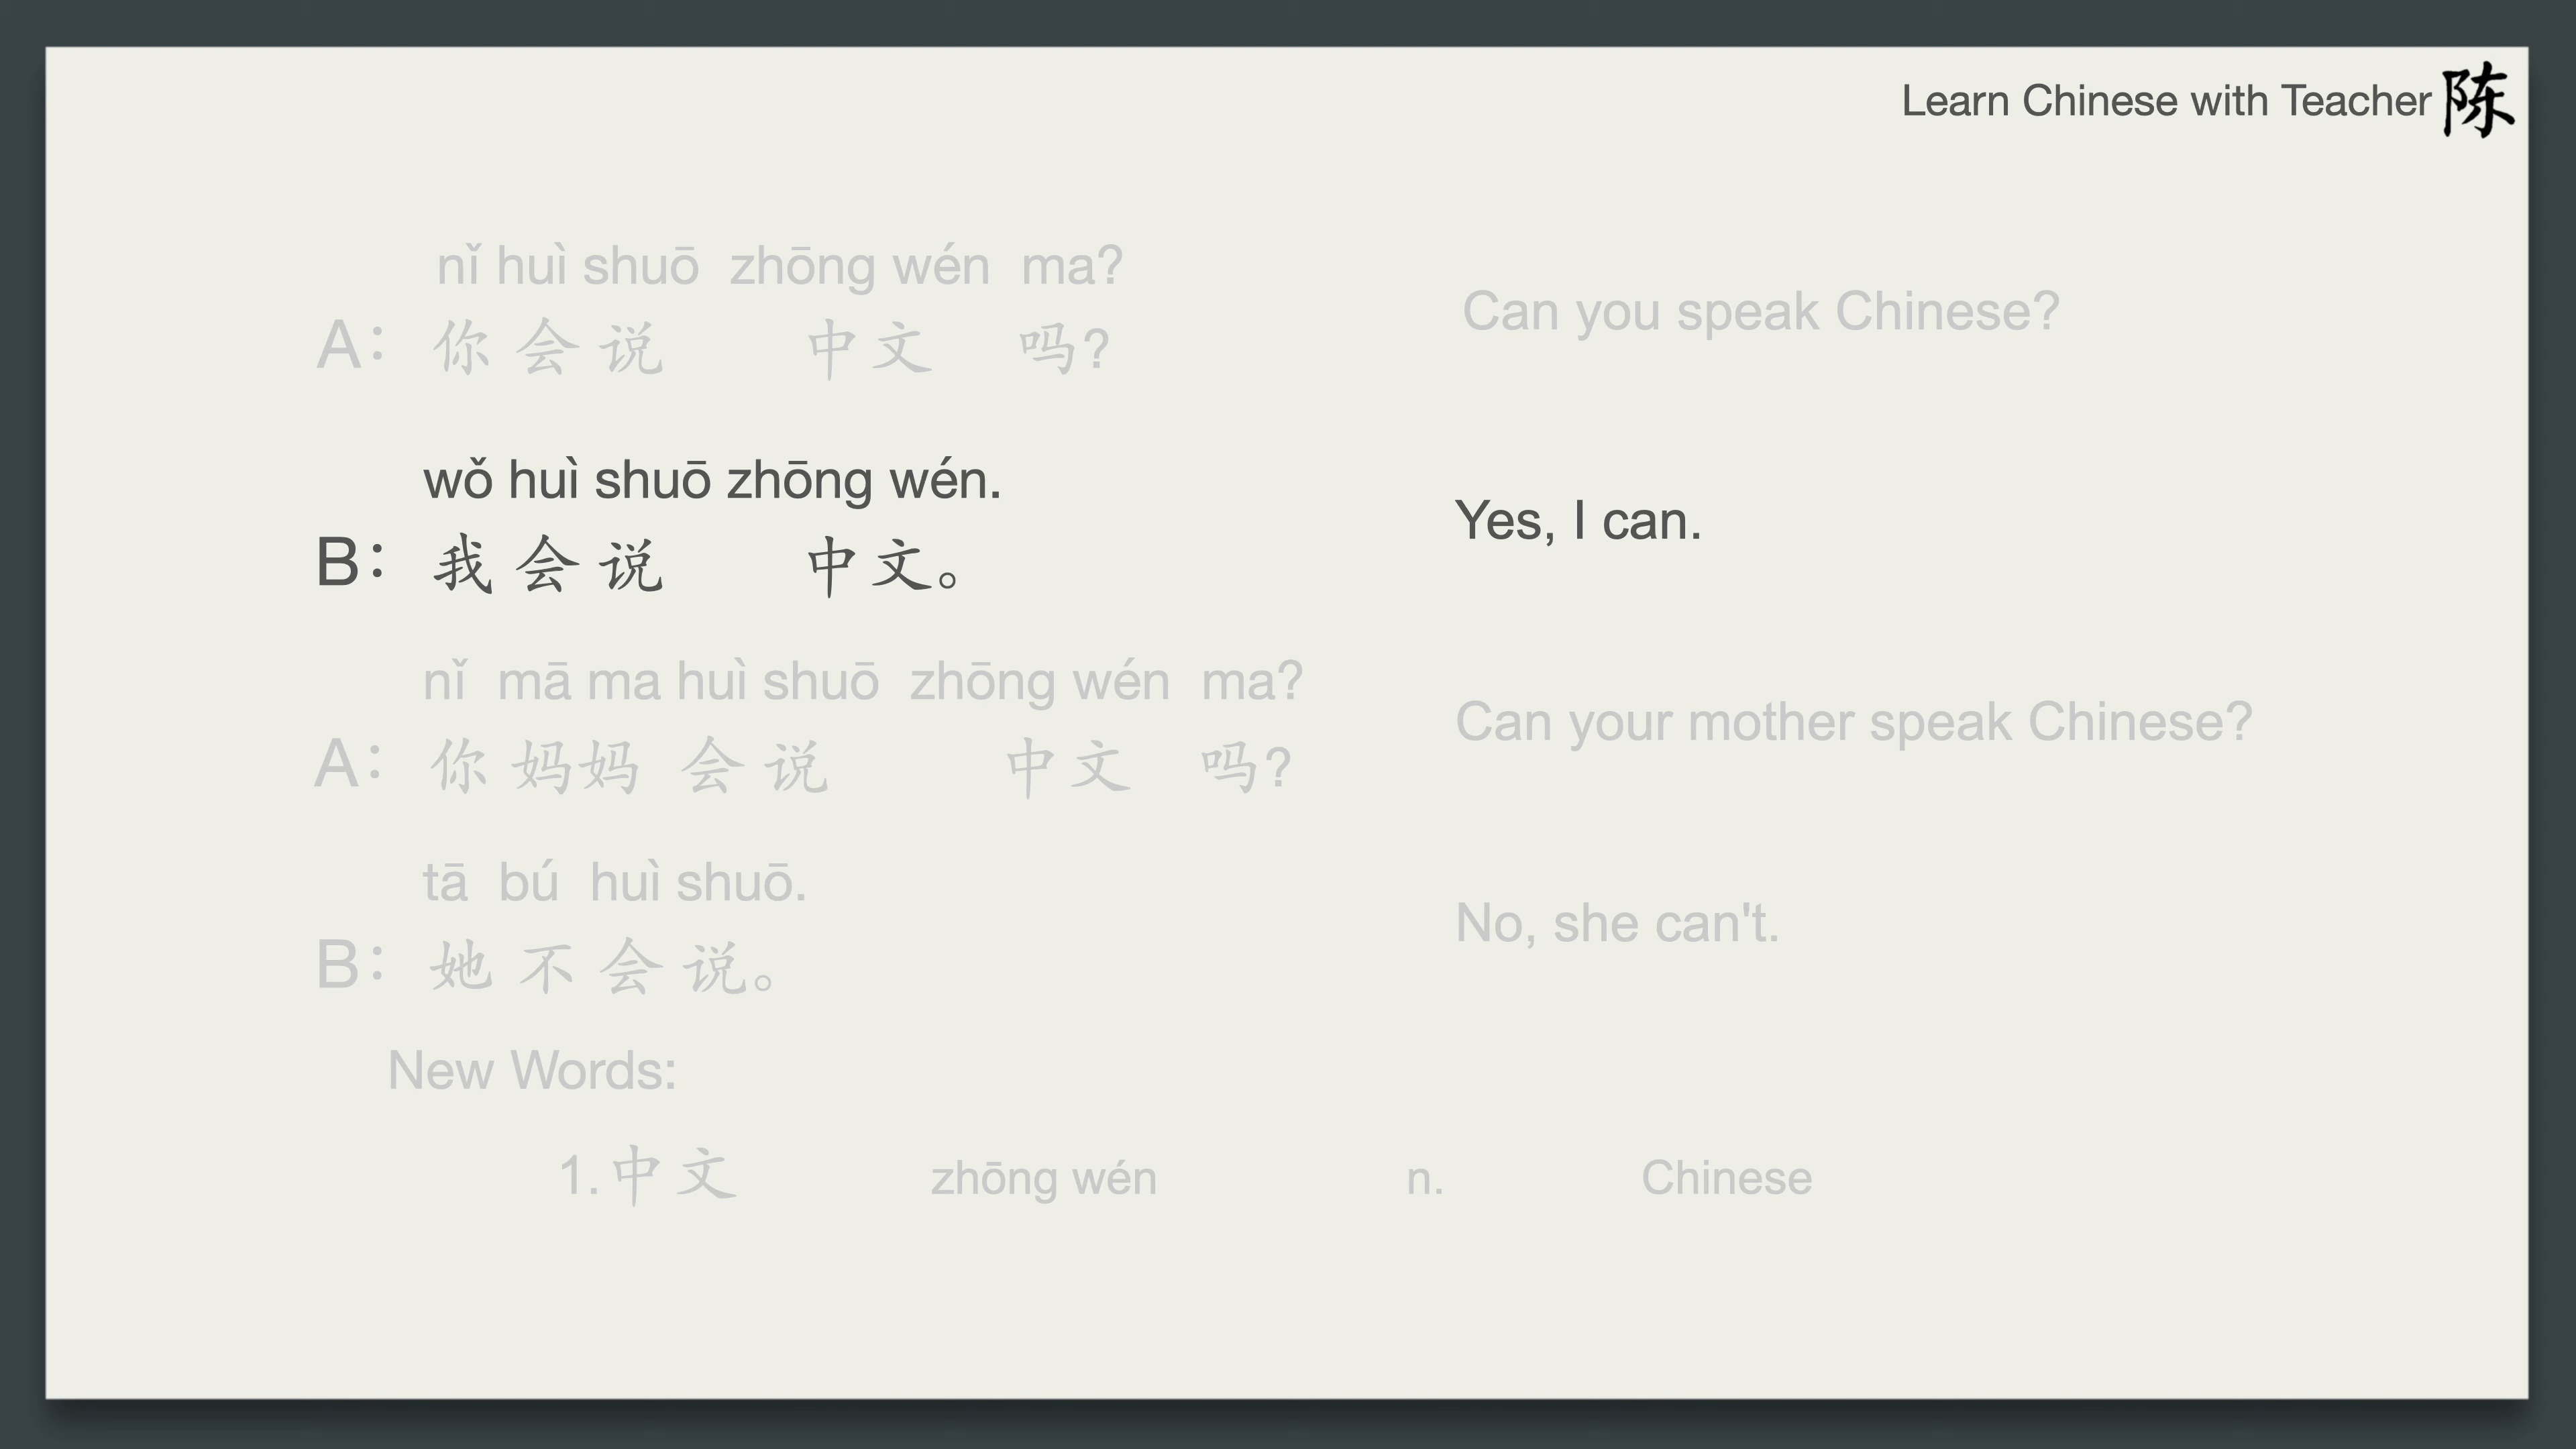 Learn Chinese with Teacher 陈
nǐ huì shuō zhōng wén ma?
A: 你会说 中文 吗?
Can you speak Chinese?
wǒ huì shuō zhōng wén.
B: 我会说 中文。
Yes, I can.
nǐ mā ma huì shuō zhōng wén ma?
A: 你妈妈会说 中文 吗?
Can your mother speak Chinese?
tā bú huì shuō.
B: 她不会说。
No, she can't.
New Words:
1.中文 zhōng wén n. Chinese